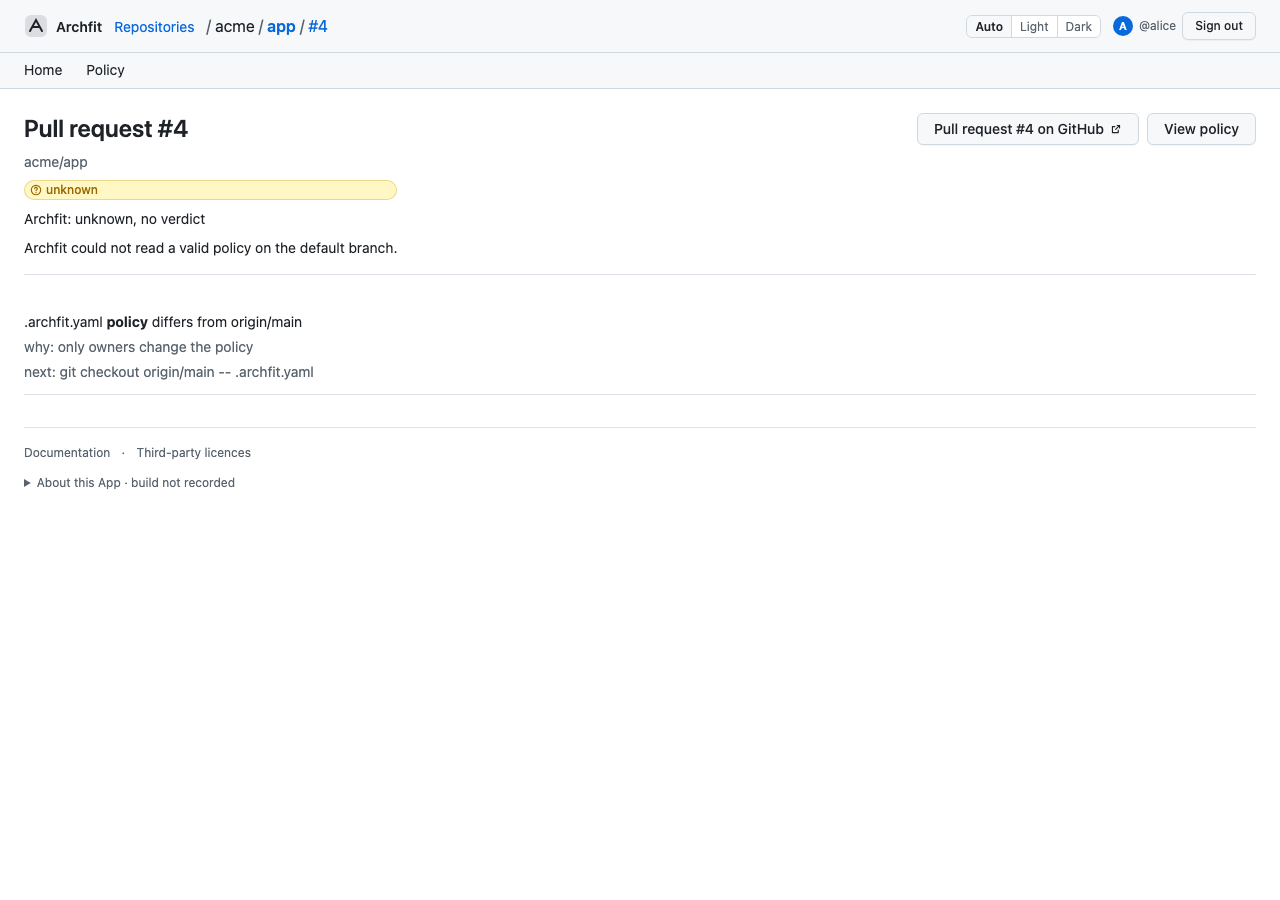 Archfit Repositories / acme / app / #4
Auto Light Dark A @alice Sign out
Home Policy
Pull request #4
Pull request #4 on GitHub View policy
acme/app
unknown
Archfit: unknown, no verdict
Archfit could not read a valid policy on the default branch.
.archfit.yaml policy differs from origin/main
why: only owners change the policy
next: git checkout origin/main -- .archfit.yaml
Documentation · Third-party licences
About this App · build not recorded